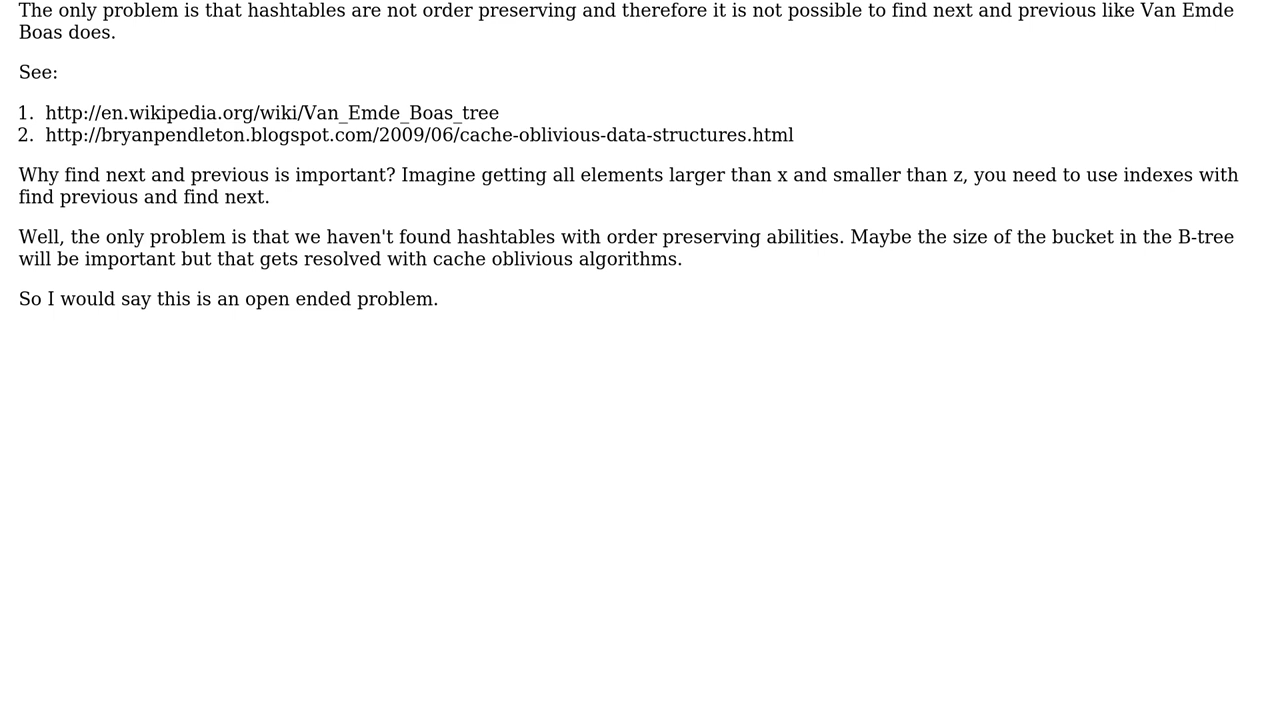 The only problem is that hashtables are not order preserving and therefore it is not possible to find next and previous like Van Emde
Boas does.
See:
1. http://en.wikipedia.org/wiki/Van_Emde_Boas_tree
2. http://bryanpendleton.blogspot.com/2009/06/cache-oblivious-data-structures.html
Why find next and previous is important? Imagine getting all elements larger than x and smaller than z, you need to use indexes with
find previous and find next.
Well, the only problem is that we haven't found hashtables with order preserving abilities. Maybe the size of the bucket in the B-tree
will be important but that gets resolved with cache oblivious algorithms.
So I would say this is an open ended problem.